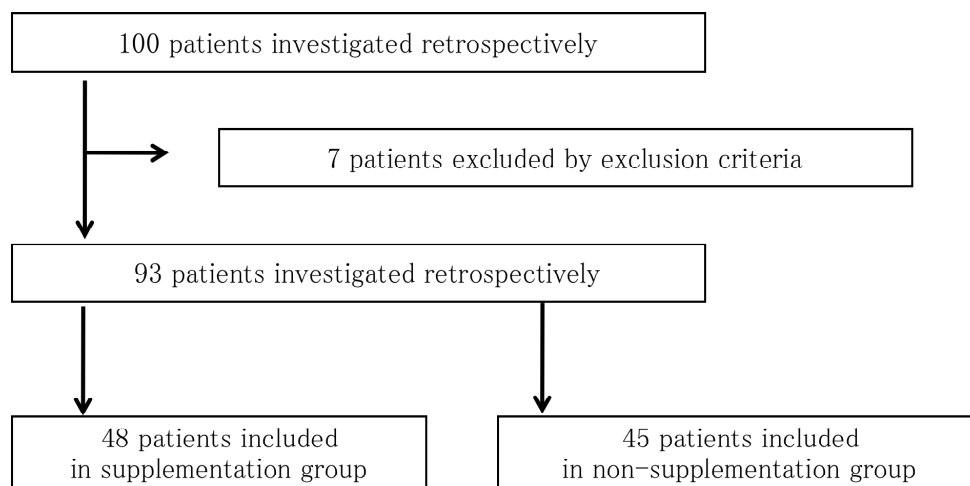 100 patients investigated retrospectively
7 patients excluded by exclusion criteria
93 patients investigated retrospectively
48 patients included
in supplementation group
45 patients included
in non-supplementation group